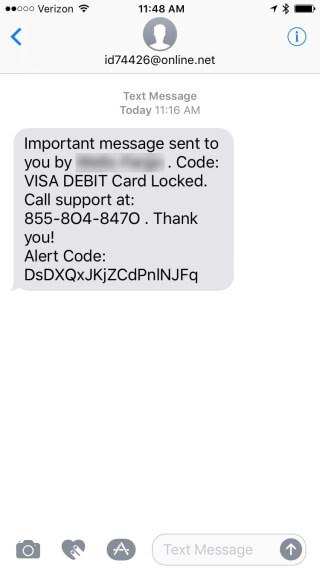 Verizon 11:48 AM
id74426@online.net
Text Message
Today 11:16 AM
Important message sent to
you by . Code:
VISA DEBIT Card Locked.
Call support at:
855-8O4-847O . Thank
you!
Alert Code:
DsDXQxJKjZCdPnlNJFq
Text Message